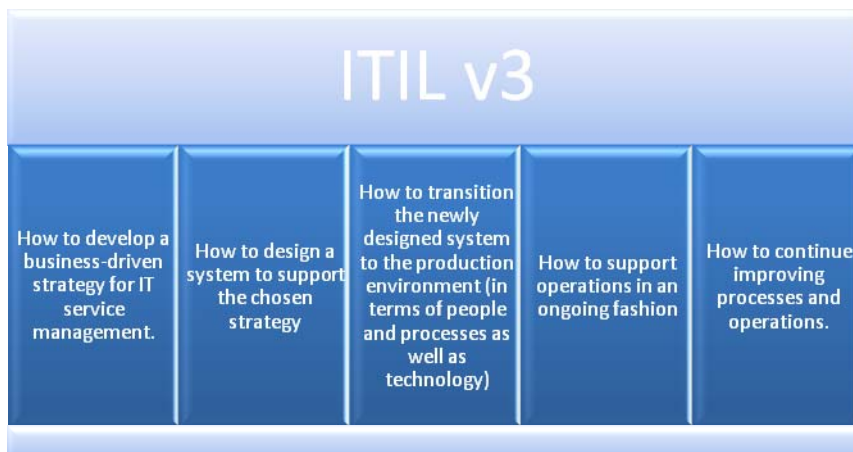 ITIL v3
How to develop a
business-driven
strategy for IT
service
management.
How to design a
system to support
the chosen
strategy
How to transition
the newly
designed system
to the production
environment (in
terms of people
and processes as
well as
technology)
How to support
operations in an
ongoing fashion
How to continue
improving
processes and
operations.